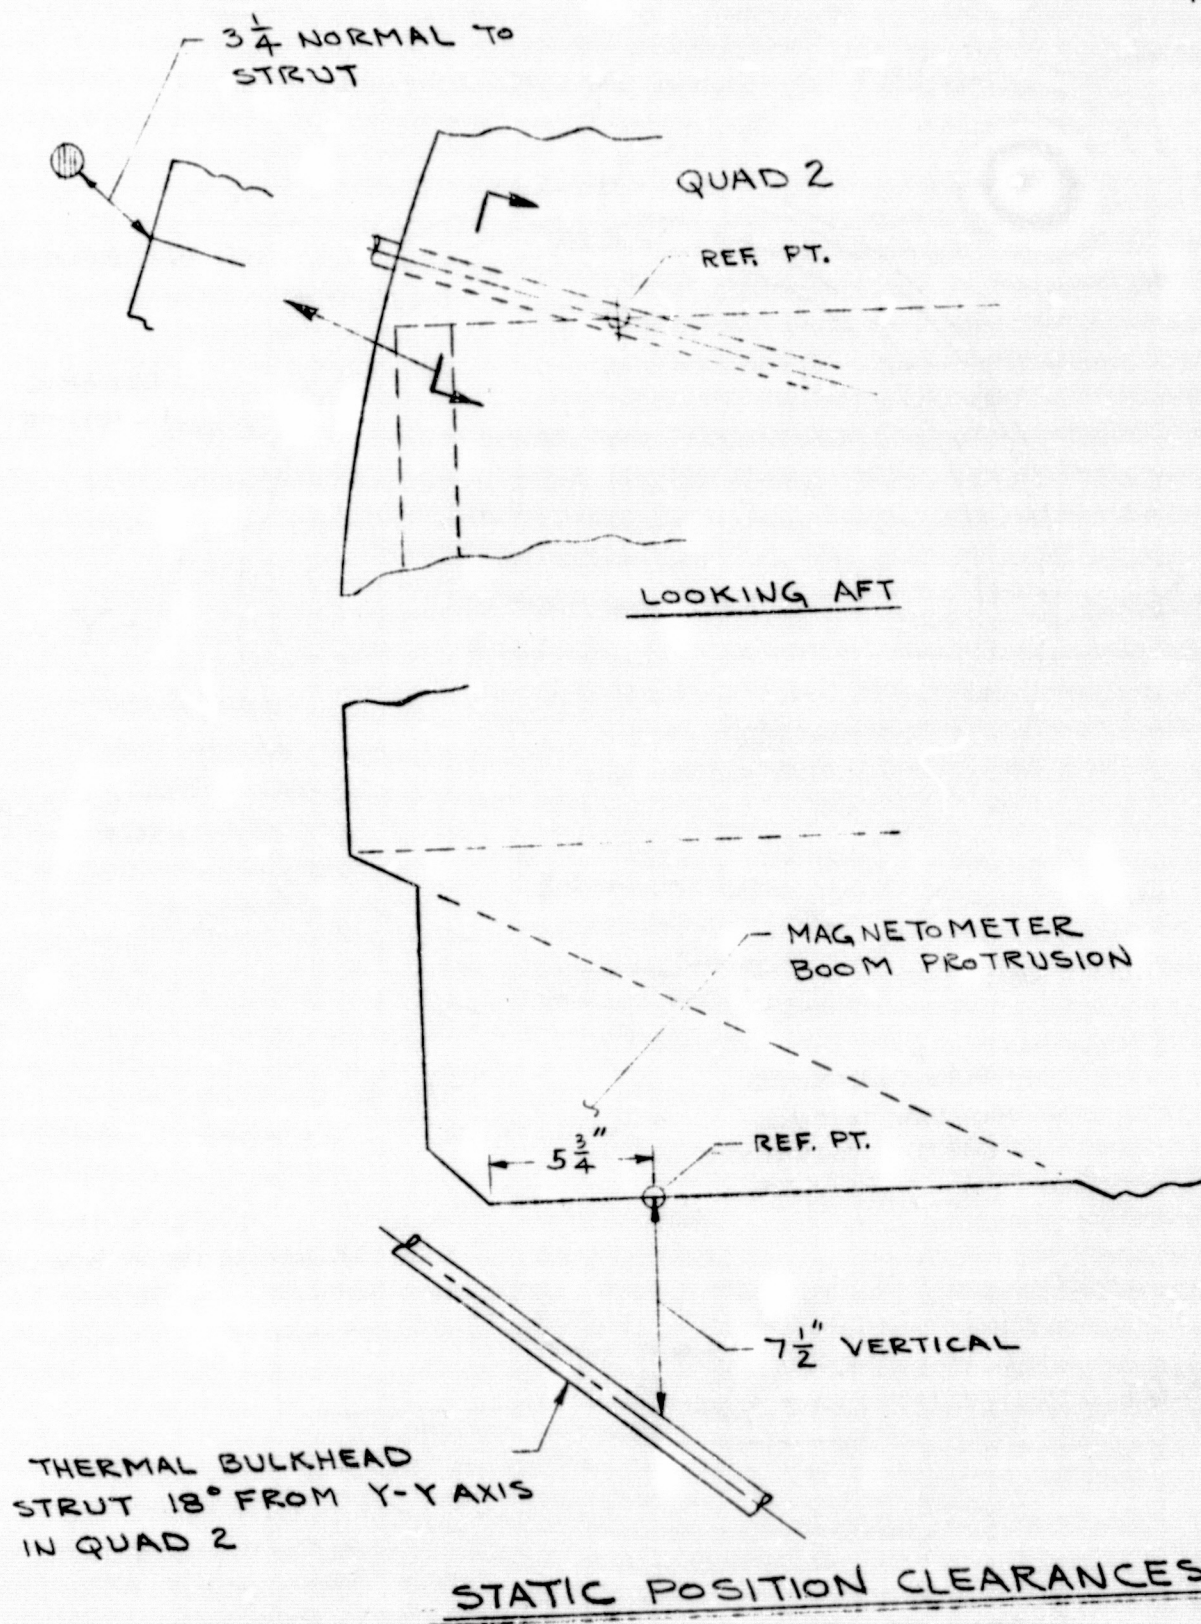 3 1/4 NORMAL TO
STRUT
QUAD 2
REF. PT.
LOOKING AFT
MAGNETOMETER
BOOM PROTRUSION
5 3/4"
REF. PT.
7 1/2" VERTICAL
THERMAL BULKHEAD
STRUT 18° FROM Y-Y AXIS
IN QUAD 2
STATIC POSITION CLEARANCES